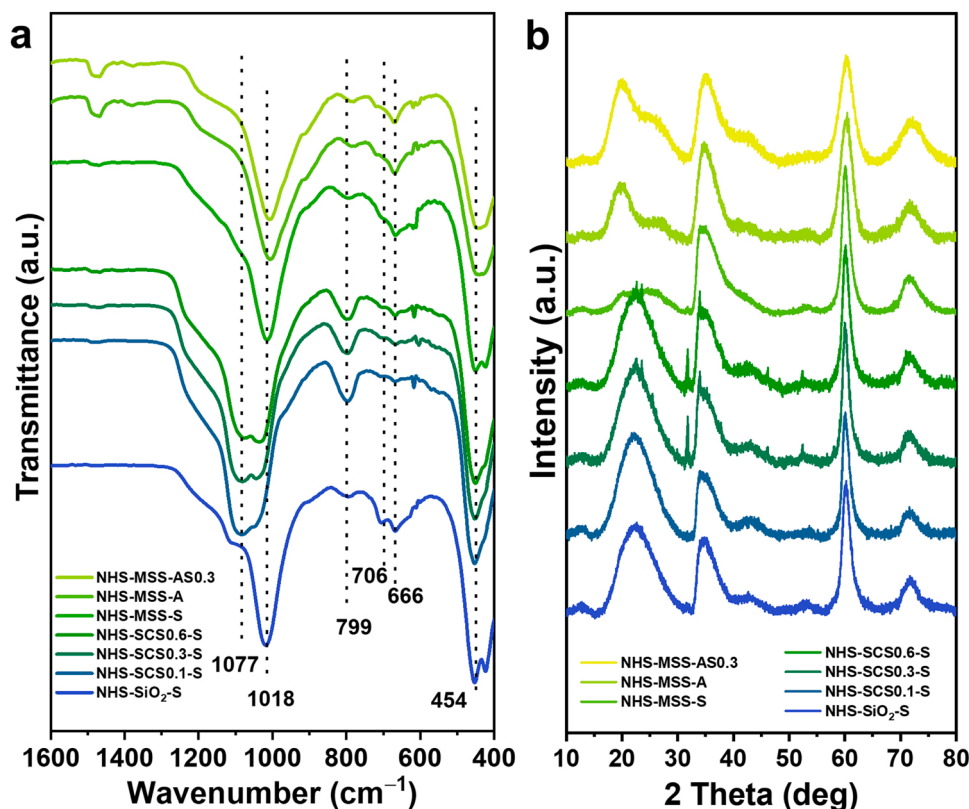 a
Transmittance (a.u.)
NHS-MSS-AS0.3
NHS-MSS-A
NHS-MSS-S
NHS-SCS0.6-S
NHS-SCS0.3-S
NHS-SCS0.1-S
NHS-SiO₂-S
1077
1018
799
706
666
454
1600 1400 1200 1000 800 600 400
Wavenumber (cm⁻¹)
b
Intensity (a.u.)
NHS-MSS-AS0.3
NHS-MSS-A
NHS-MSS-S
NHS-SCS0.6-S
NHS-SCS0.3-S
NHS-SCS0.1-S
NHS-SiO₂-S
10 20 30 40 50 60 70 80
2 Theta (deg)